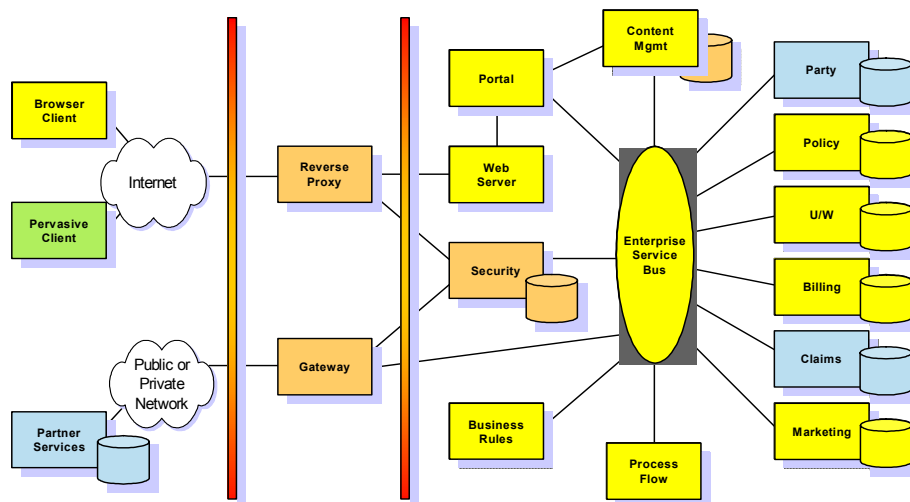 Content
Mgmt
Portal
Party
Browser
Client
Policy
Internet
Reverse
Proxy
Web
Server
U/W
Pervasive
Client
Enterprise
Service
Bus
Security
Billing
Public or
Private
Network
Gateway
Claims
Partner
Services
Business
Rules
Marketing
Process
Flow